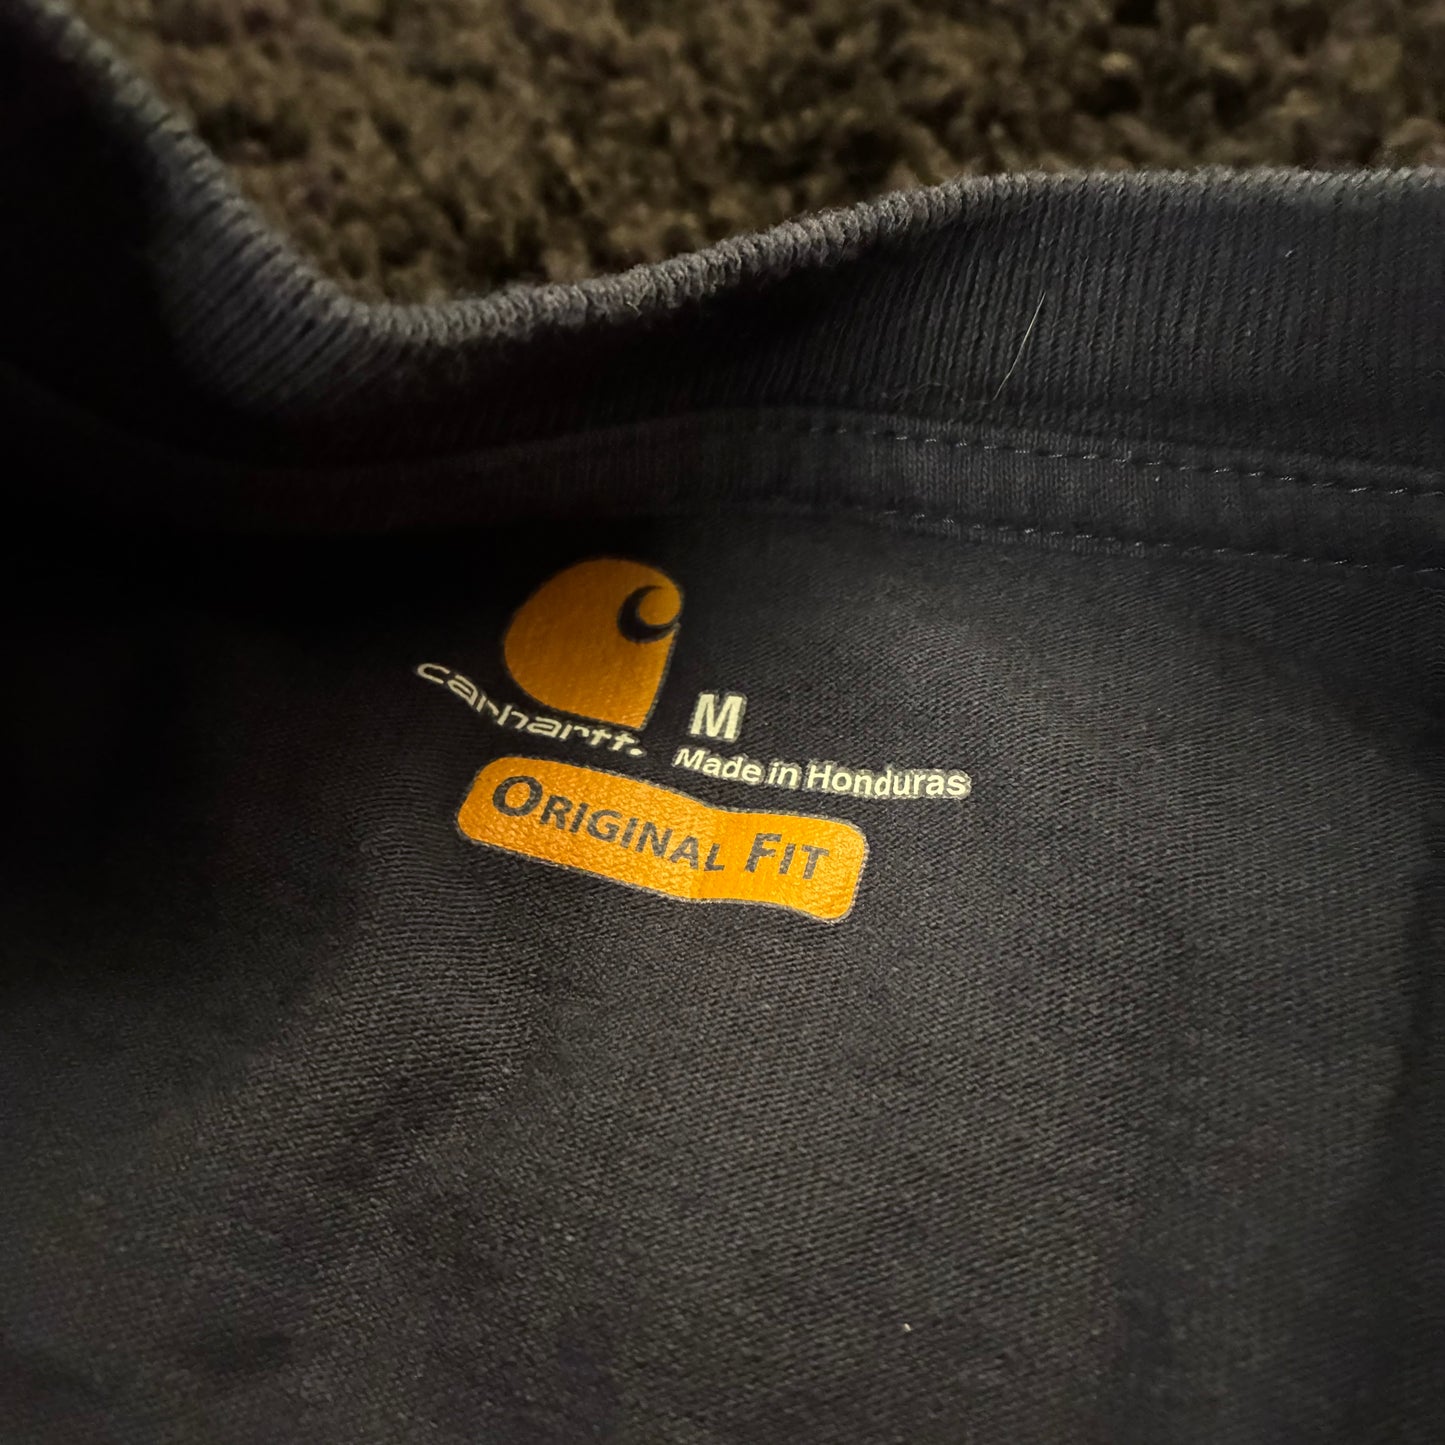 carhartt.
M
Made in Honduras
ORIGINAL FIT